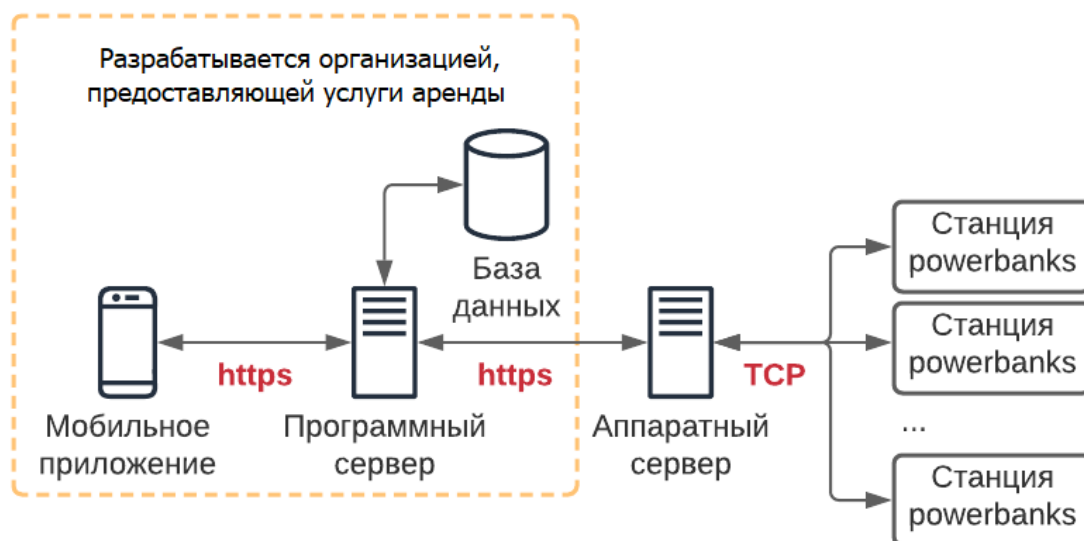 Разрабатывается организацией,
предоставляющей услуги аренды
База
данных
https
https
TCP
Мобильное
приложение
Программный
сервер
Аппаратный
сервер
Станция
powerbanks
Станция
powerbanks
...
Станция
powerbanks